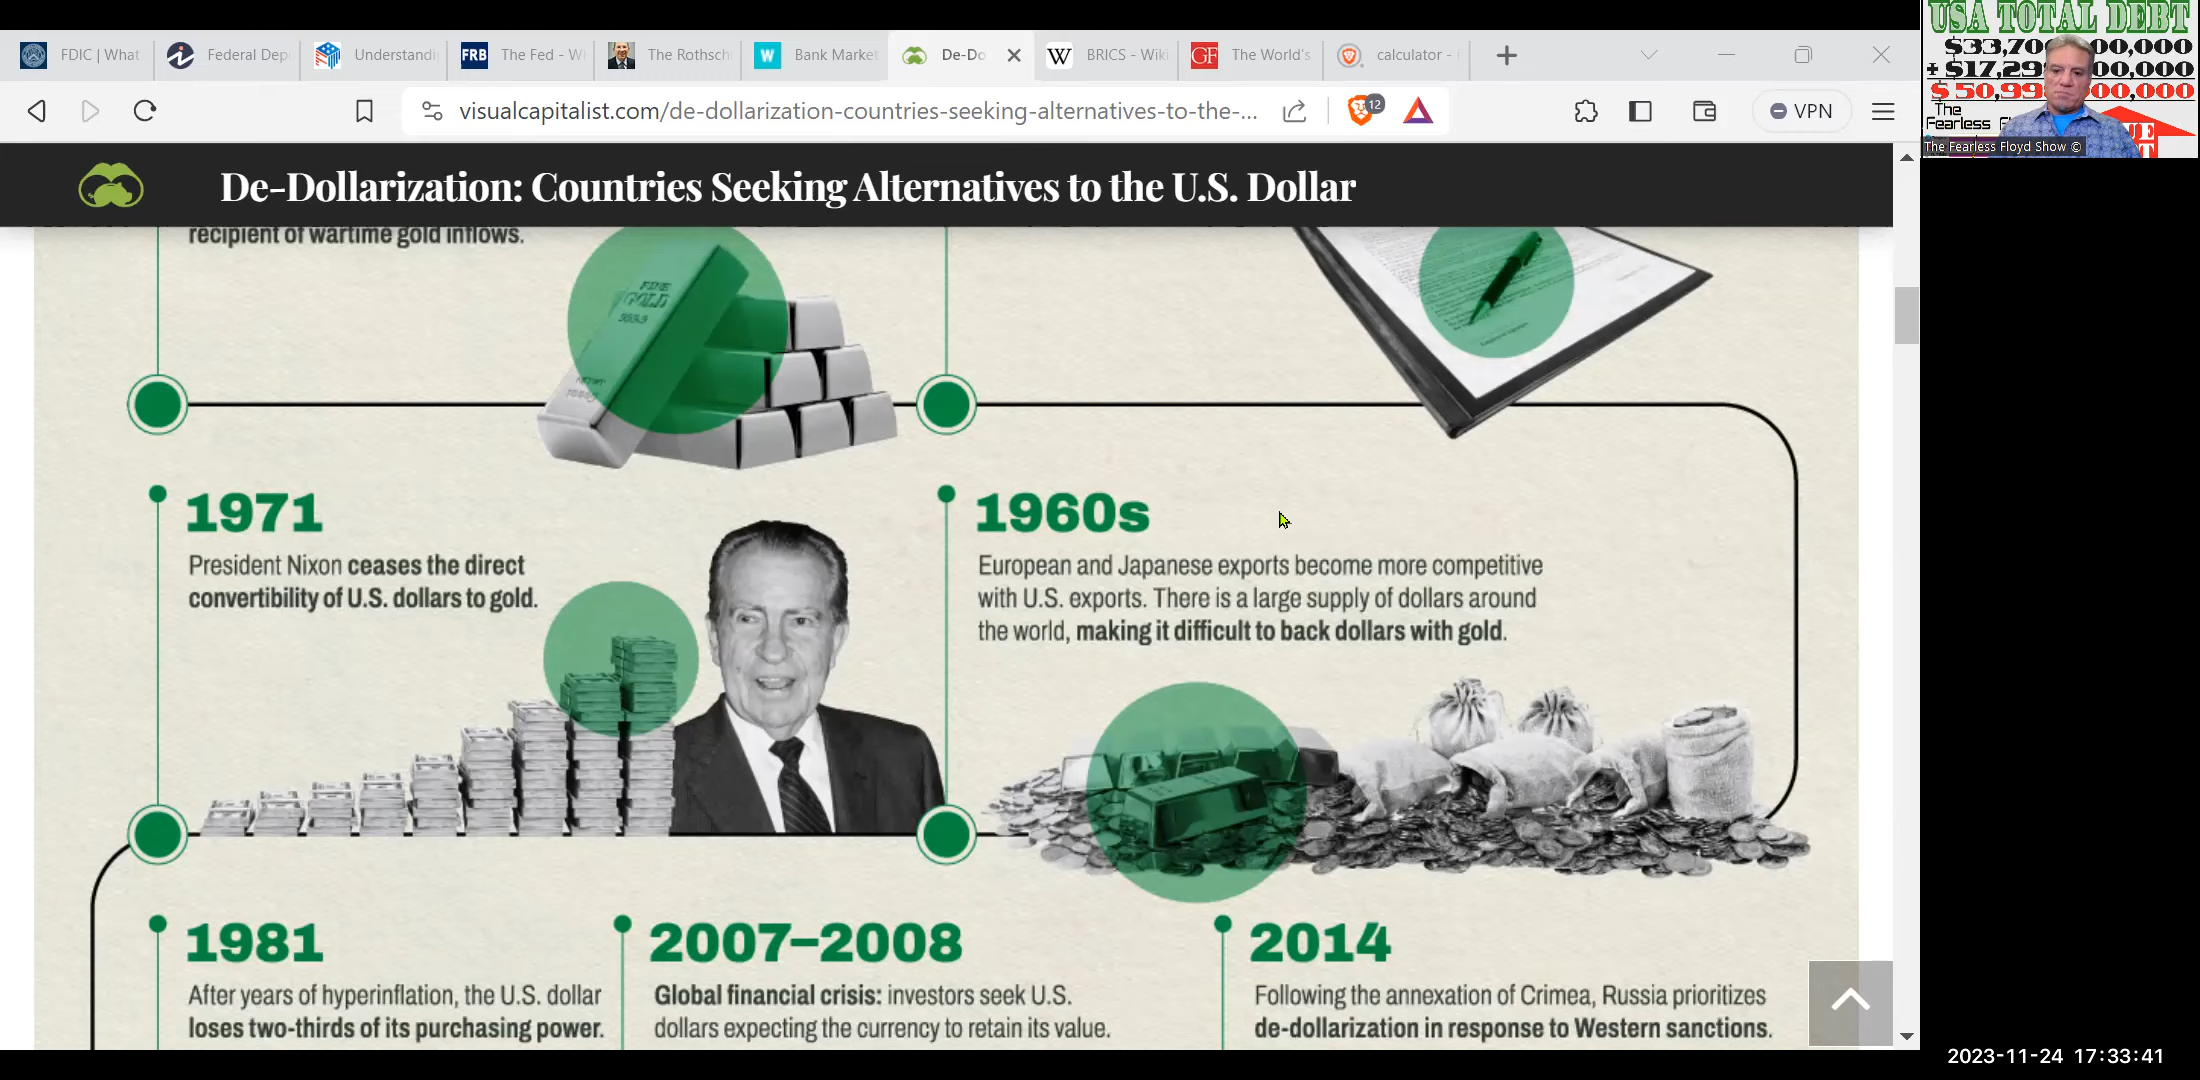 FDIC | What
Federal Dep
Understandi
FRB The Fed - W
The Rothsch
W Bank Market
De-Do
W BRICS - Wiki
GF The World's
calculator -
visualcapitalist.com/de-dollarization-countries-seeking-alternatives-to-the-...
12
VPN
USA TOTAL DEBT
The
Fearless
The Fearless Floyd Show ©
De-Dollarization: Countries Seeking Alternatives to the U.S. Dollar
recipient of wartime gold inflows.
FINE
GOLD
1971
President Nixon ceases the direct
convertibility of U.S. dollars to gold.
1960s
European and Japanese exports become more competitive
with U.S. exports. There is a large supply of dollars around
the world, making it difficult to back dollars with gold.
1981
After years of hyperinflation, the U.S. dollar
loses two-thirds of its purchasing power.
2007–2008
Global financial crisis: investors seek U.S.
dollars expecting the currency to retain its value.
2014
Following the annexation of Crimea, Russia prioritizes
de-dollarization in response to Western sanctions.
2023-11-24 17:33:41